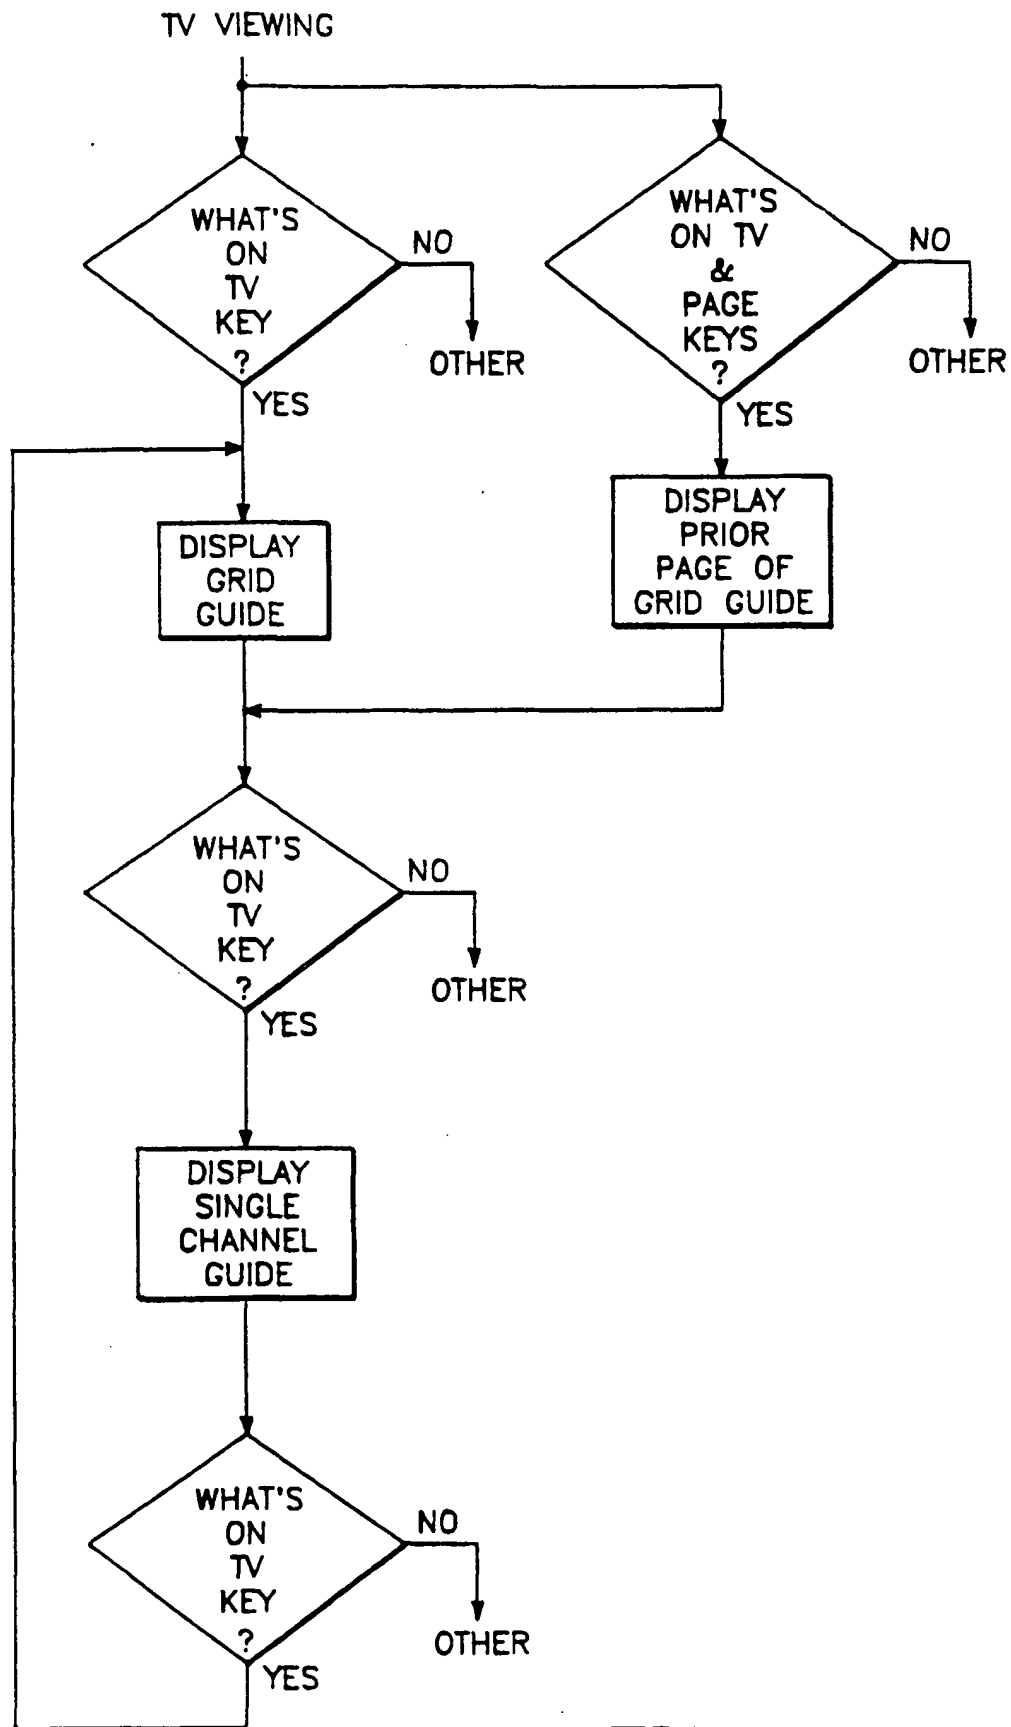 TV VIEWING
WHAT'S
ON
TV
KEY
?
NO
OTHER
YES
WHAT'S
ON TV
&
PAGE
KEYS
?
NO
OTHER
YES
DISPLAY
GRID
GUIDE
DISPLAY
PRIOR
PAGE OF
GRID GUIDE
WHAT'S
ON
TV
KEY
?
NO
OTHER
YES
DISPLAY
SINGLE
CHANNEL
GUIDE
WHAT'S
ON
TV
KEY
?
NO
OTHER
YES